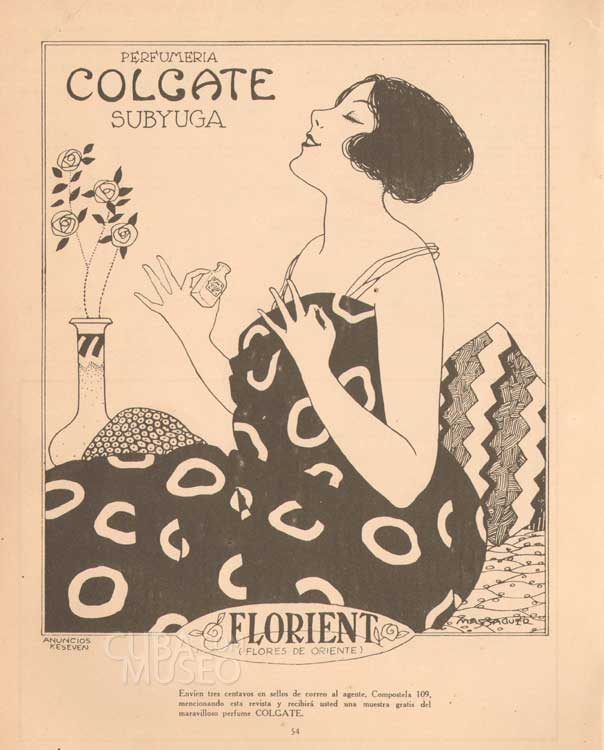 PERFUMERIA
COLGATE
SUBYUGA
MASSAGUER
FLORIENT
(FLORES DE ORIENTE)
ANUNCIOS
KESEVEN
CUBA
MUSEO
Envíen tres centavos en sellos de correo al agente, Compostela 109,
mencionando esta revista y recibirá usted una muestra gratis del
maravilloso perfume COLGATE.
54